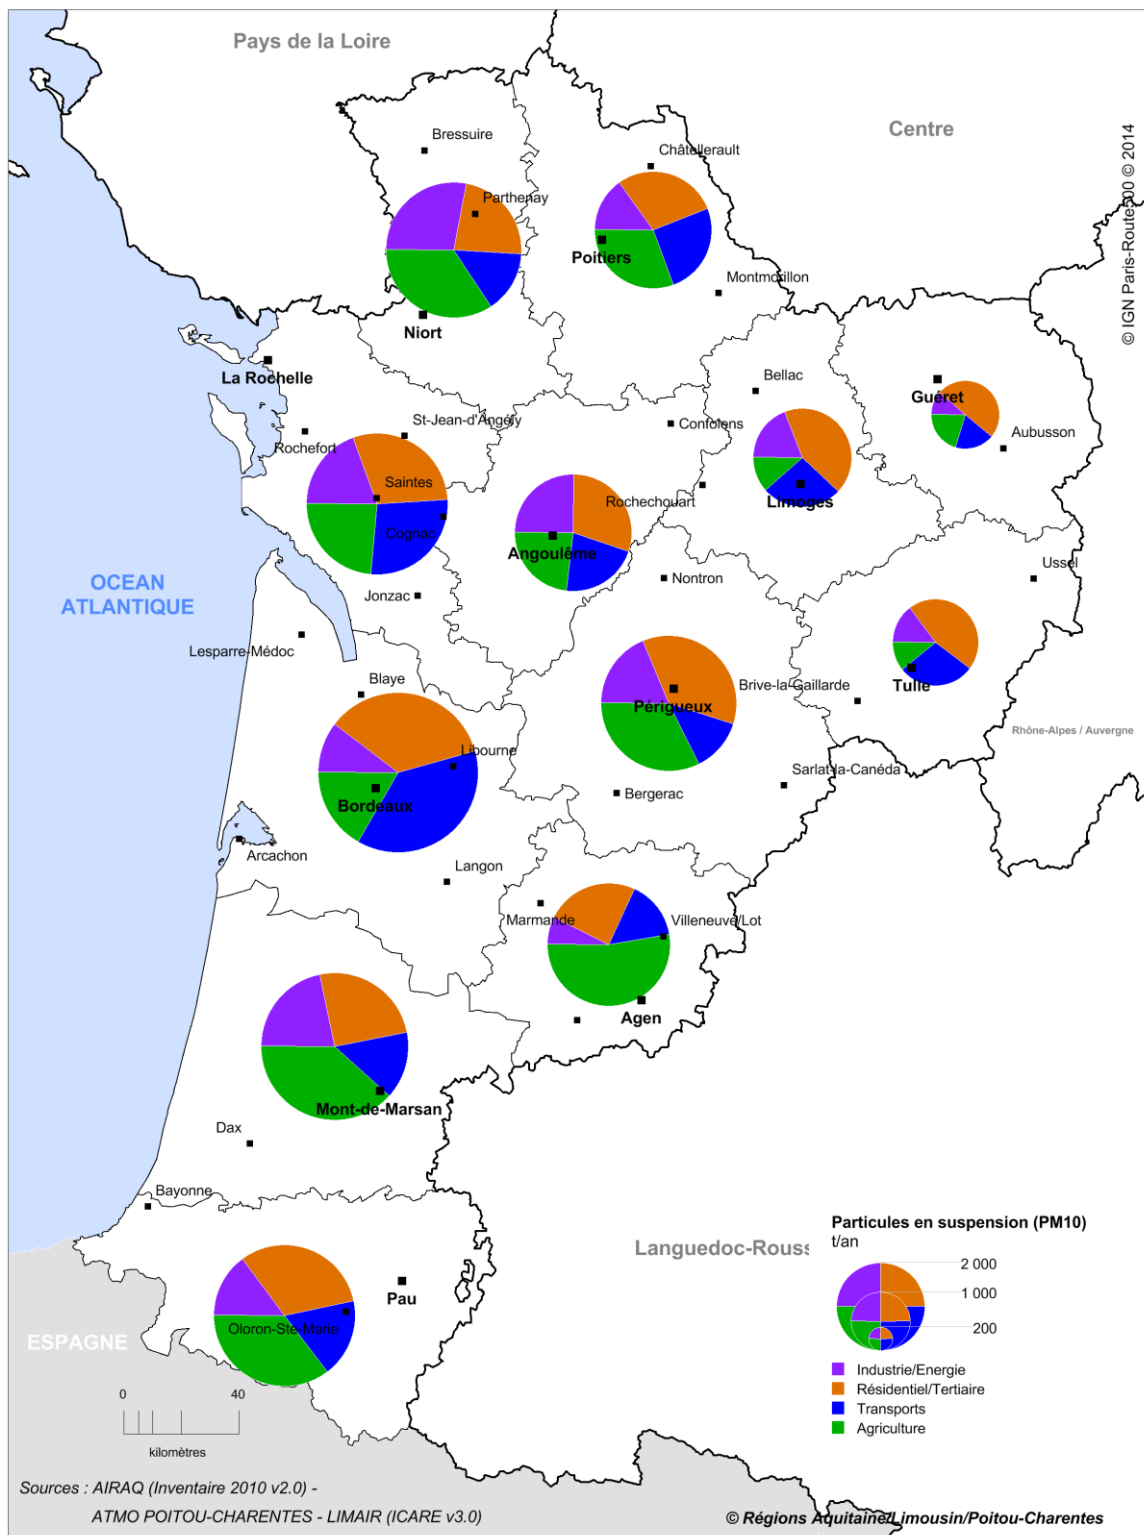 Pays de la Loire
Centre
© IGN Paris-Route500 © 2014
Bressuire
Châtellerault
Parthenay
Poitiers
Montmorillon
Niort
La Rochelle
Bellac
Guéret
St-Jean-d'Angély
Confolens
Aubusson
Rochefort
Saintes
Rochechouart
Limoges
Cognac
Angoulême
Ussel
OCEAN
ATLANTIQUE
Nontron
Jonzac
Lesparre-Médoc
Blaye
Brive-la-Gaillarde
Tulle
Périgueux
Rhône-Alpes / Auvergne
Libourne
Sarlat-la-Canéda
Bordeaux
Bergerac
Arcachon
Langon
Marmande
Villeneuve/Lot
Agen
Mont-de-Marsan
Dax
Bayonne
Particules en suspension (PM10)
t/an
Languedoc-Rouss
2 000
1 000
200
Pau
Oloron-Ste-Marie
ESPAGNE
Industrie/Energie
Résidentiel/Tertiaire
Transports
Agriculture
0 40
kilomètres
Sources : AIRAQ (Inventaire 2010 v2.0) -
ATMO POITOU-CHARENTES - LIMAIR (ICARE v3.0)
© Régions Aquitaine/Limousin/Poitou-Charentes